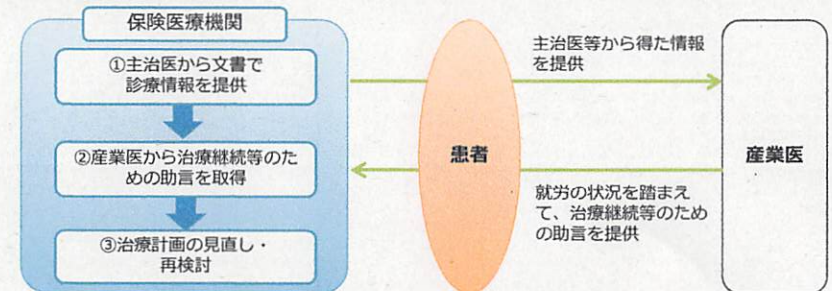 保険医療機関
①主治医から文書で
診療情報を提供
②産業医から治療継続等のた
めの助言を取得
③治療計画の見直し・
再検討
患者
主治医等から得た情報
を提供
就労の状況を踏まえ
て、治療継続等のため
の助言を提供
産業医